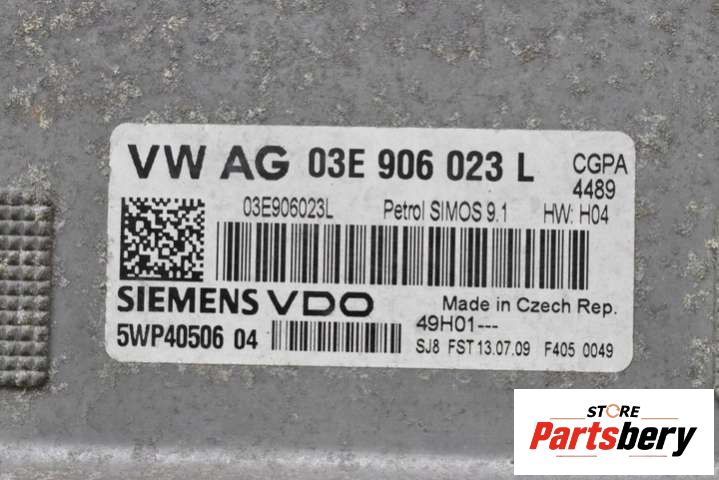 VW AG 03E 906 023 L
CGPA
4489
03E906023L Petrol SIMOS 9.1 HW: H04
SIEMENS VDO Made in Czech Rep.
5WP40506 04 49H01---
SJ8 FST 13.07.09 F405 0049
STORE
Partsbery